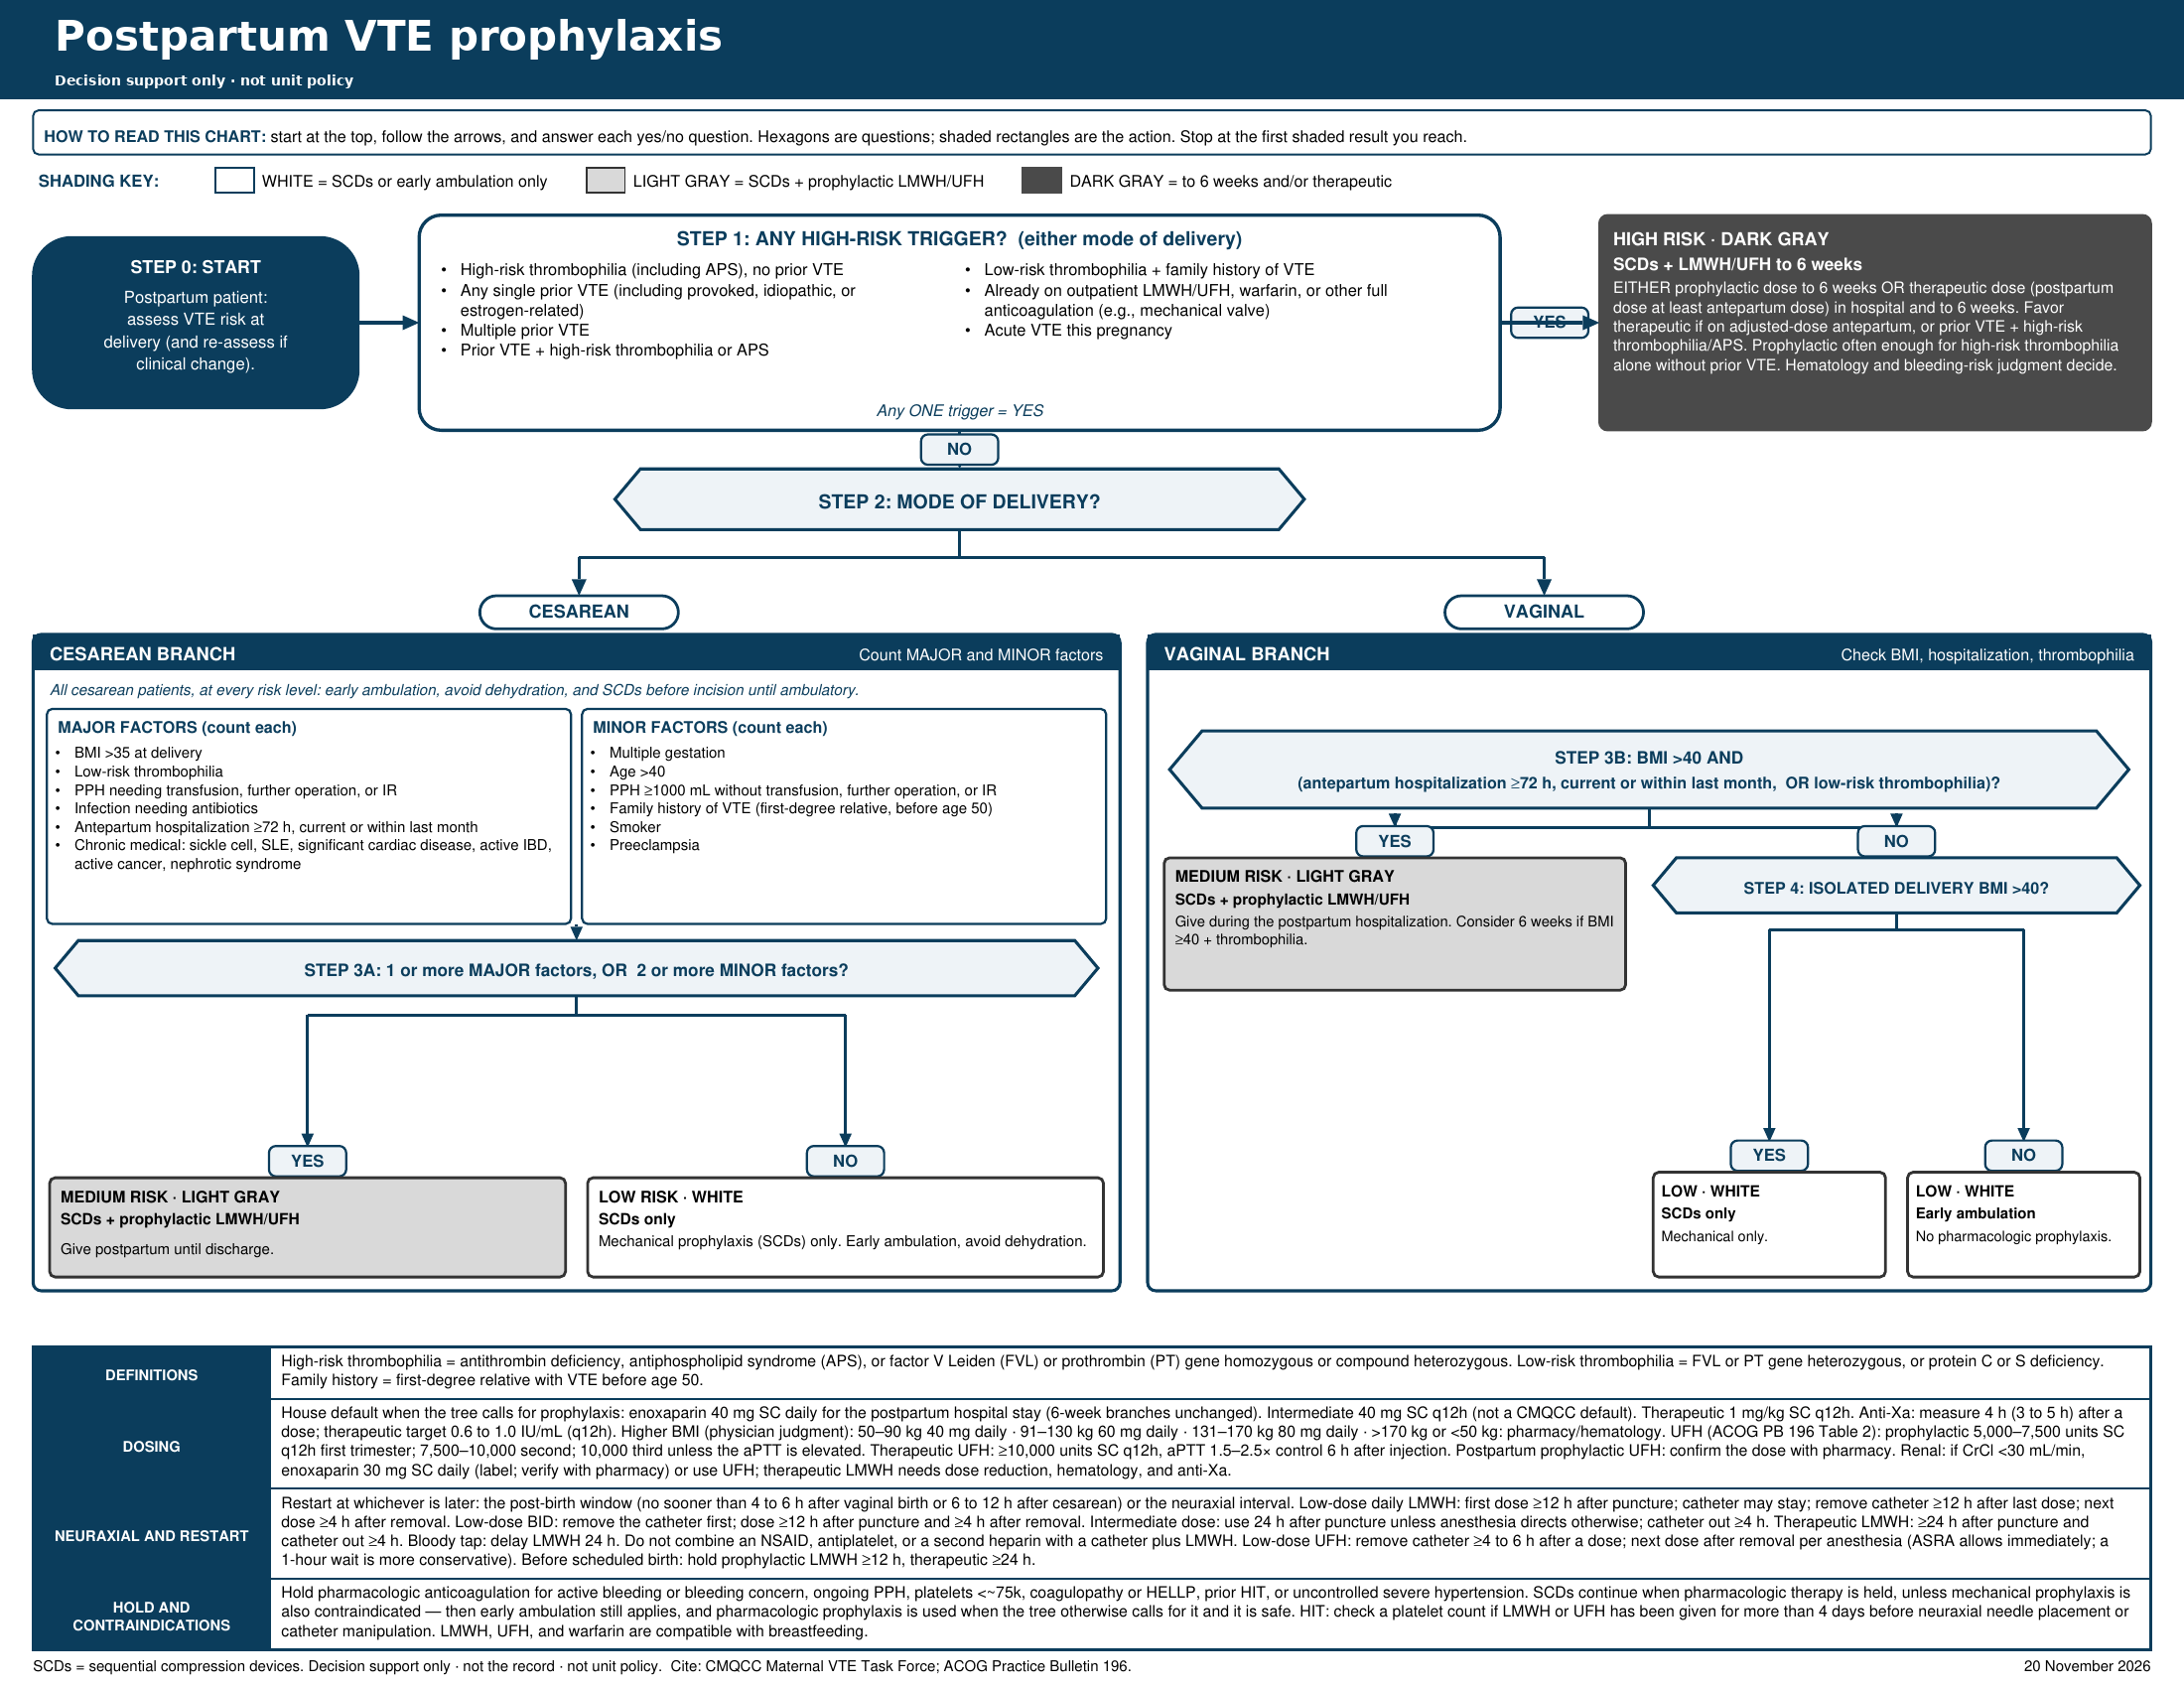 Postpartum VTE prophylaxis
Decision support only · not unit policy
HOW TO READ THIS CHART: start at the top, follow the arrows, and answer each yes/no question. Hexagons are questions; shaded rectangles are the action. Stop at the first shaded result you reach.
SHADING KEY:
WHITE = SCDs or early ambulation only
LIGHT GRAY = SCDs + prophylactic LMWH/UFH
DARK GRAY = to 6 weeks and/or therapeutic
STEP 0: START
Postpartum patient:
assess VTE risk at
delivery (and re-assess if
clinical change).
STEP 1: ANY HIGH-RISK TRIGGER? (either mode of delivery)
• High-risk thrombophilia (including APS), no prior VTE
• Any single prior VTE (including provoked, idiopathic, or
estrogen-related)
• Multiple prior VTE
• Prior VTE + high-risk thrombophilia or APS
• Low-risk thrombophilia + family history of VTE
• Already on outpatient LMWH/UFH, warfarin, or other full
anticoagulation (e.g., mechanical valve)
• Acute VTE this pregnancy
Any ONE trigger = YES
YES
HIGH RISK · DARK GRAY
SCDs + LMWH/UFH to 6 weeks
EITHER prophylactic dose to 6 weeks OR therapeutic dose (postpartum
dose at least antepartum dose) in hospital and to 6 weeks. Favor
therapeutic if on adjusted-dose antepartum, or prior VTE + high-risk
thrombophilia/APS. Prophylactic often enough for high-risk thrombophilia
alone without prior VTE. Hematology and bleeding-risk judgment decide.
NO
STEP 2: MODE OF DELIVERY?
CESAREAN
VAGINAL
CESAREAN BRANCH
Count MAJOR and MINOR factors
All cesarean patients, at every risk level: early ambulation, avoid dehydration, and SCDs before incision until ambulatory.
MAJOR FACTORS (count each)
• BMI >35 at delivery
• Low-risk thrombophilia
• PPH needing transfusion, further operation, or IR
• Infection needing antibiotics
• Antepartum hospitalization ≥72 h, current or within last month
• Chronic medical: sickle cell, SLE, significant cardiac disease, active IBD,
active cancer, nephrotic syndrome
MINOR FACTORS (count each)
• Multiple gestation
• Age >40
• PPH ≥1000 mL without transfusion, further operation, or IR
• Family history of VTE (first-degree relative, before age 50)
• Smoker
• Preeclampsia
STEP 3A: 1 or more MAJOR factors, OR 2 or more MINOR factors?
YES
MEDIUM RISK · LIGHT GRAY
SCDs + prophylactic LMWH/UFH
Give postpartum until discharge.
NO
LOW RISK · WHITE
SCDs only
Mechanical prophylaxis (SCDs) only. Early ambulation, avoid dehydration.
VAGINAL BRANCH
Check BMI, hospitalization, thrombophilia
STEP 3B: BMI >40 AND
(antepartum hospitalization ≥72 h, current or within last month, OR low-risk thrombophilia)?
YES
MEDIUM RISK · LIGHT GRAY
SCDs + prophylactic LMWH/UFH
Give during the postpartum hospitalization. Consider 6 weeks if BMI
≥40 + thrombophilia.
NO
STEP 4: ISOLATED DELIVERY BMI >40?
YES
LOW · WHITE
SCDs only
Mechanical only.
NO
LOW · WHITE
Early ambulation
No pharmacologic prophylaxis.
DEFINITIONS
High-risk thrombophilia = antithrombin deficiency, antiphospholipid syndrome (APS), or factor V Leiden (FVL) or prothrombin (PT) gene homozygous or compound heterozygous. Low-risk thrombophilia = FVL or PT gene heterozygous, or protein C or S deficiency.
Family history = first-degree relative with VTE before age 50.
DOSING
House default when the tree calls for prophylaxis: enoxaparin 40 mg SC daily for the postpartum hospital stay (6-week branches unchanged). Intermediate 40 mg SC q12h (not a CMQCC default). Therapeutic 1 mg/kg SC q12h. Anti-Xa: measure 4 h (3 to 5 h) after a
dose; therapeutic target 0.6 to 1.0 IU/mL (q12h). Higher BMI (physician judgment): 50–90 kg 40 mg daily · 91–130 kg 60 mg daily · 131–170 kg 80 mg daily · >170 kg or <50 kg: pharmacy/hematology. UFH (ACOG PB 196 Table 2): prophylactic 5,000–7,500 units SC
q12h first trimester; 7,500–10,000 second; 10,000 third unless the aPTT is elevated. Therapeutic UFH: ≥10,000 units SC q12h, aPTT 1.5–2.5× control 6 h after injection. Postpartum prophylactic UFH: confirm the dose with pharmacy. Renal: if CrCl <30 mL/min,
enoxaparin 30 mg SC daily (label; verify with pharmacy) or use UFH; therapeutic LMWH needs dose reduction, hematology, and anti-Xa.
NEURAXIAL AND RESTART
Restart at whichever is later: the post-birth window (no sooner than 4 to 6 h after vaginal birth or 6 to 12 h after cesarean) or the neuraxial interval. Low-dose daily LMWH: first dose ≥12 h after puncture; catheter may stay; remove catheter ≥12 h after last dose; next
dose ≥4 h after removal. Low-dose BID: remove the catheter first; dose ≥12 h after puncture and ≥4 h after removal. Intermediate dose: use 24 h after puncture unless anesthesia directs otherwise; catheter out ≥4 h. Therapeutic LMWH: ≥24 h after puncture and
catheter out ≥4 h. Bloody tap: delay LMWH 24 h. Do not combine an NSAID, antiplatelet, or a second heparin with a catheter plus LMWH. Low-dose UFH: remove catheter ≥4 to 6 h after a dose; next dose after removal per anesthesia (ASRA allows immediately; a
1-hour wait is more conservative). Before scheduled birth: hold prophylactic LMWH ≥12 h, therapeutic ≥24 h.
HOLD AND
CONTRAINDICATIONS
Hold pharmacologic anticoagulation for active bleeding or bleeding concern, ongoing PPH, platelets <~75k, coagulopathy or HELLP, prior HIT, or uncontrolled severe hypertension. SCDs continue when pharmacologic therapy is held, unless mechanical prophylaxis is
also contraindicated — then early ambulation still applies, and pharmacologic prophylaxis is used when the tree otherwise calls for it and it is safe. HIT: check a platelet count if LMWH or UFH has been given for more than 4 days before neuraxial needle placement or
catheter manipulation. LMWH, UFH, and warfarin are compatible with breastfeeding.
SCDs = sequential compression devices. Decision support only · not the record · not unit policy. Cite: CMQCC Maternal VTE Task Force; ACOG Practice Bulletin 196.
20 November 2026